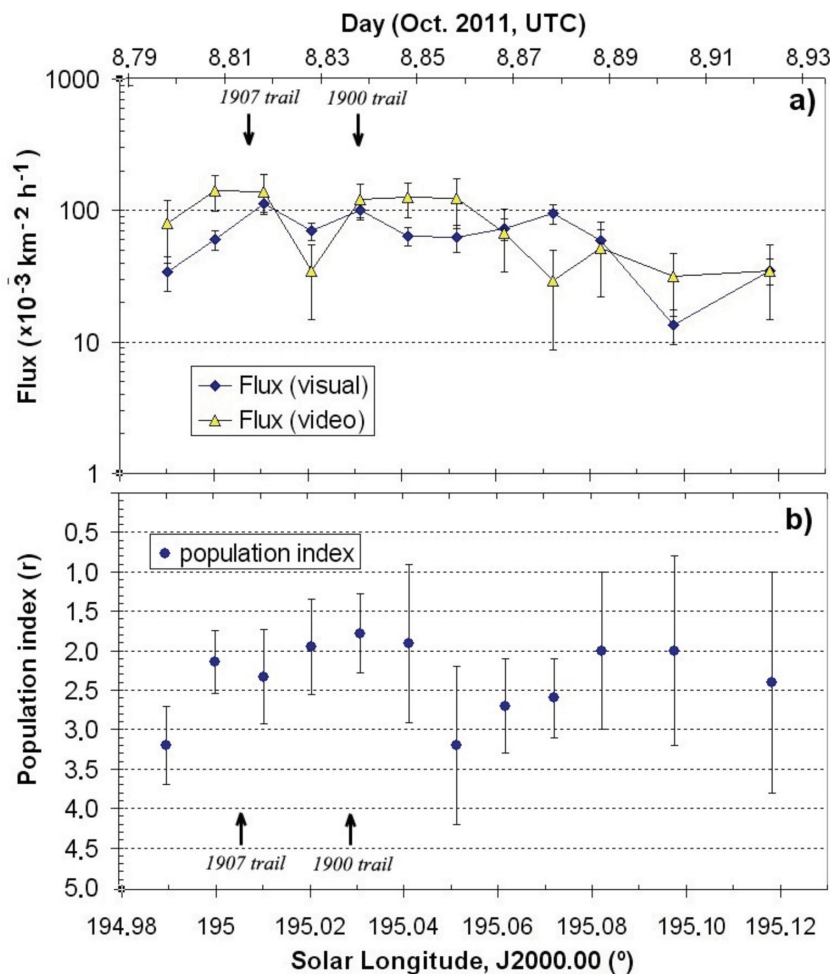 Day (Oct. 2011, UTC)
8.79 8.81 8.83 8.85 8.87 8.89 8.91 8.93
a)
1907 trail 1900 trail
1000
100
10
1
Flux (×10-3 km-2 h-1)
Flux (visual)
Flux (video)
b)
population index
0.5
1.0
1.5
2.0
2.5
3.0
3.5
4.0
4.5
5.0
Population index (r)
1907 trail 1900 trail
194.98 195 195.02 195.04 195.06 195.08 195.10 195.12
Solar Longitude, J2000.00 (º)